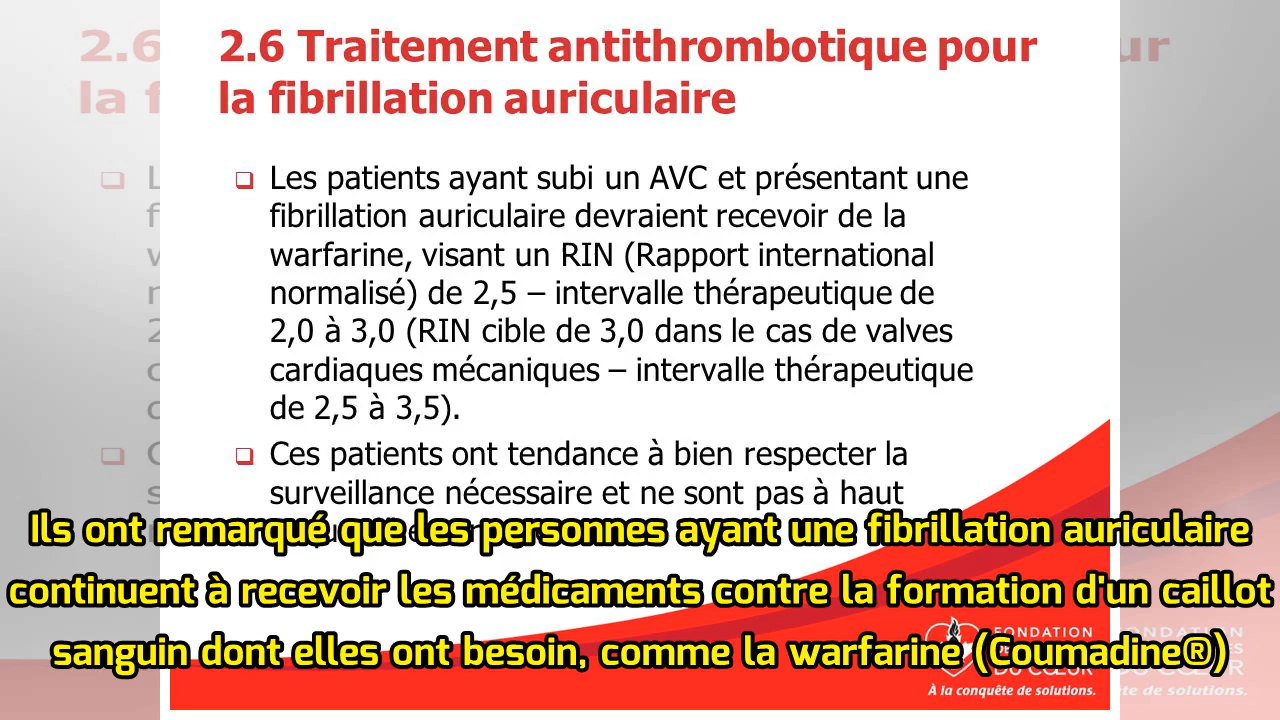 2.6 Traitement antithrombotique pour
la fibrillation auriculaire
❑ Les patients ayant subi un AVC et présentant une
fibrillation auriculaire devraient recevoir de la
warfarine, visant un RIN (Rapport international
normalisé) de 2,5 – intervalle thérapeutique de
2,0 à 3,0 (RIN cible de 3,0 dans le cas de valves
cardiaques mécaniques – intervalle thérapeutique
de 2,5 à 3,5).
❑ Ces patients ont tendance à bien respecter la
surveillance nécessaire et ne sont pas à haut
Ils ont remarqué que les personnes ayant une fibrillation auriculaire
continuent à recevoir les médicaments contre la formation d'un caillot
sanguin dont elles ont besoin, comme la warfarine (Coumadine®)
FONDATION
DU CŒUR
À la conquête de solutions.